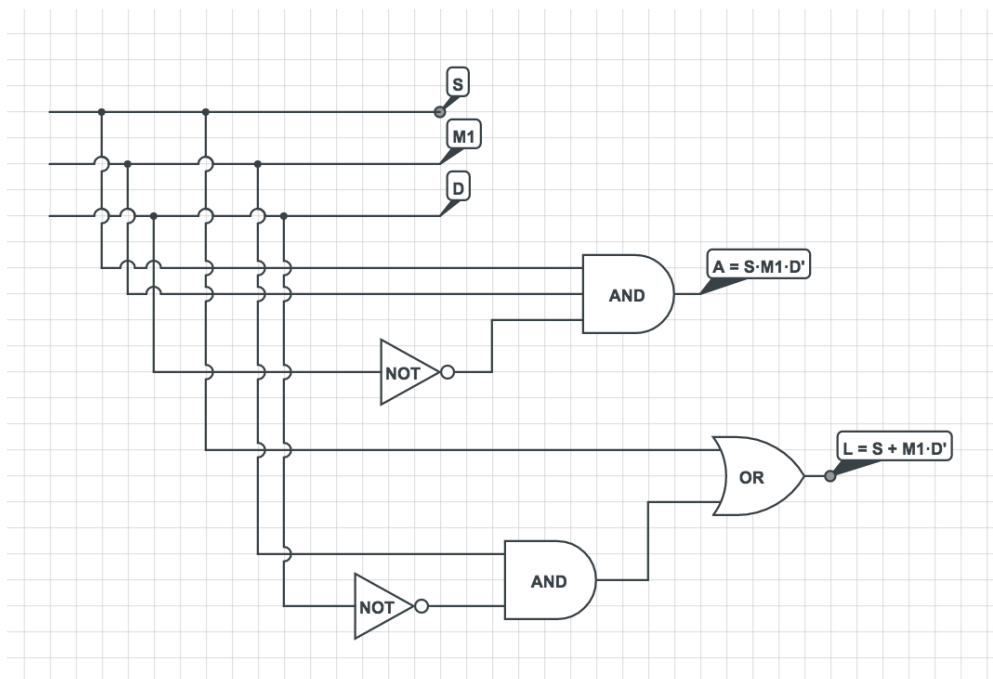 S
M1
D
A = S·M1·D'
AND
NOT
L = S + M1·D'
OR
AND
NOT